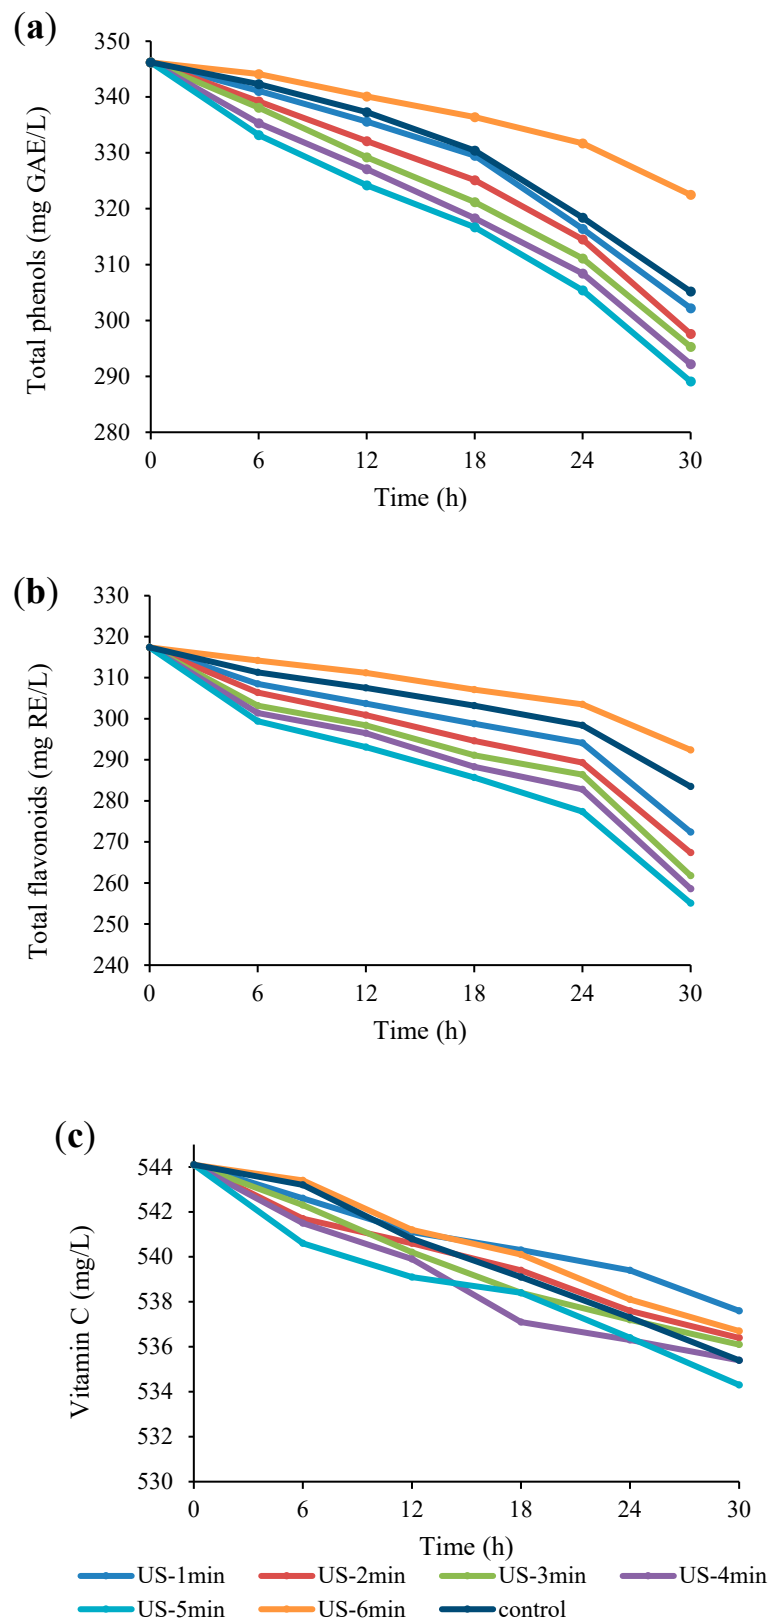 (a)
Total phenols (mg GAE/L)
350
340
330
320
310
300
290
280
0 6 12 18 24 30
Time (h)
(b)
Total flavonoids (mg RE/L)
330
320
310
300
290
280
270
260
250
240
0 6 12 18 24 30
Time (h)
(c)
Vitamin C (mg/L)
544
542
540
538
536
534
532
530
0 6 12 18 24 30
Time (h)
US-1min US-2min US-3min US-4min
US-5min US-6min control